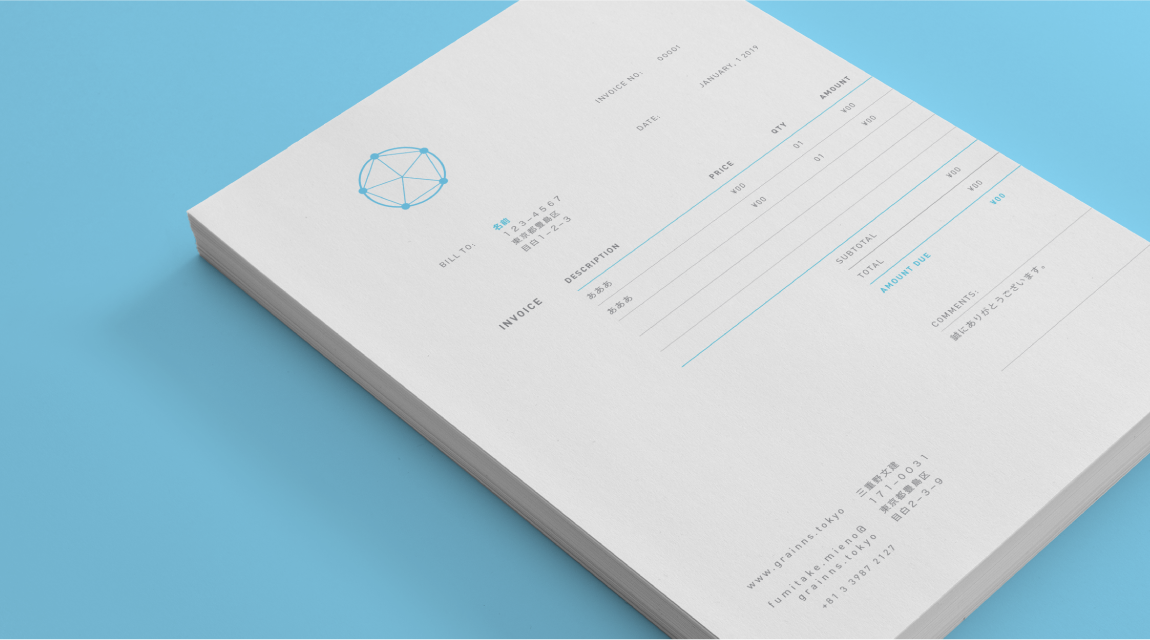 INVOICE NO: 00001
DATE: JANUARY, 1 2019
BILL TO: 名前
123-4567
東京都豊島区
目白1-2-3
INVOICE
DESCRIPTION PRICE QTY AMOUNT
あああ ¥00 01 ¥00
あああ ¥00 01 ¥00
SUBTOTAL ¥00
TOTAL ¥00
AMOUNT DUE ¥00
COMMENTS:
誠にありがとうございます。
www.grainns.tokyo
fumitake.mieno@
grainns.tokyo
+81 3 3987 2127
三重野文建
171-0031
東京都豊島区
目白2-3-9